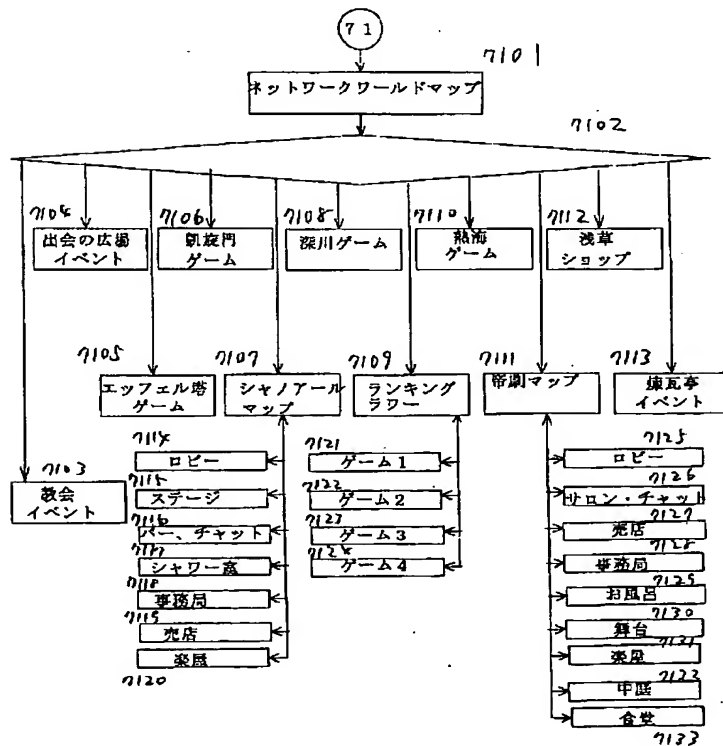 71
7101
ネットワークワールドマップ
7102
7104
出会の広場
イベント
7106
凱旋門
ゲーム
7108
深川ゲーム
7110
熱海
ゲーム
7112
浅草
ショップ
7105
エッフェル塔
ゲーム
7107
シャノアール
マップ
7109
ランキング
ラワー
7111
帝劇マップ
7113
煉瓦亭
イベント
7103
教会
イベント
7114
ロビー
7115
ステージ
7116
バー、チャット
7117
シャワー室
7118
事務局
7119
売店
楽屋
7120
7121
ゲーム1
7122
ゲーム2
7123
ゲーム3
7124
ゲーム4
7125
ロビー
7126
サロン・チャット
7127
売店
7128
事務局
7129
お風呂
7130
舞台
7131
楽屋
7132
中庭
食堂
7133